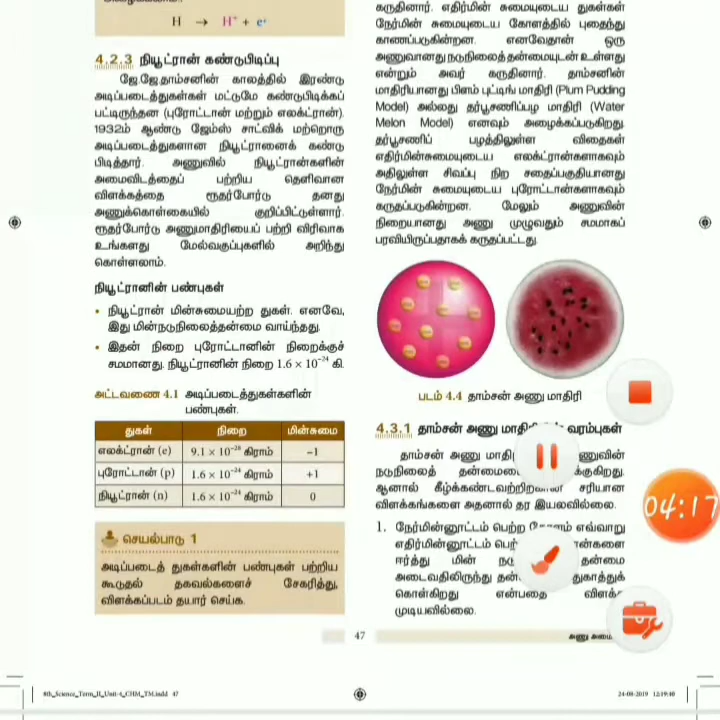 H → H⁺ + e⁻
4.2.3 நியூட்ரான் கண்டுபிடிப்பு
ஜே.ஜே.தாம்சனின் காலத்தில் இரண்டு
அடிப்படைத்துகள்கள் மட்டுமே கண்டுபிடிக்கப்
பட்டிருந்தன (புரோட்டான் மற்றும் எலக்ட்ரான்).
1932ம் ஆண்டு ஜேம்ஸ் சாட்விக் மற்றொரு
அடிப்படைத்துகளான நியூட்ரானைக் கண்டு
பிடித்தார். அணுவில் நியூட்ரான்களின்
அமைவிடத்தைப் பற்றிய தெளிவான
விளக்கத்தை ரூதர்போர்டு தனது
அணுக்கொள்கையில் குறிப்பிட்டுள்ளார்.
ரூதர்போர்டு அணுமாதிரியைப் பற்றி விரிவாக
உங்களது மேல்வகுப்புகளில் அறிந்து
கொள்ளலாம்.
நியூட்ரானின் பண்புகள்
• நியூட்ரான் மின்சுமையற்ற துகள். எனவே,
இது மின்நடுநிலைத்தன்மை வாய்ந்தது.
• இதன் நிறை புரோட்டானின் நிறைக்குச்
சமமானது. நியூட்ரானின் நிறை 1.6 × 10⁻²⁴ கி.
அட்டவணை 4.1 அடிப்படைத்துகள்களின்
பண்புகள்.
துகள் நிறை மின்சுமை
எலக்ட்ரான் (e) 9.1 × 10⁻²⁸ கிராம் −1
புரோட்டான் (p) 1.6 × 10⁻²⁴ கிராம் +1
நியூட்ரான் (n) 1.6 × 10⁻²⁴ கிராம் 0
செயல்பாடு 1
அடிப்படைத் துகள்களின் பண்புகள் பற்றிய
கூடுதல் தகவல்களைச் சேகரித்து,
விளக்கப்படம் தயார் செய்க.
கருதினார். எதிர்மின் சுமையுடைய துகள்கள்
நேர்மின் சுமையுடைய கோளத்தில் புதைந்து
காணப்படுகின்றன. எனவேதான் ஒரு
அணுவானது நடுநிலைத் தன்மையுடன் உள்ளது
என்றும் அவர் கருதினார். தாம்சனின்
மாதிரியானது பிளம் புட்டிங் மாதிரி (Plum Pudding
Model) அல்லது தர்பூசணிப்பழ மாதிரி (Water
Melon Model) எனவும் அழைக்கப்படுகிறது.
தர்பூசணிப் பழத்திலுள்ள விதைகள்
எதிர்மின்சுமையுடைய எலக்ட்ரான்களாகவும்
அதிலுள்ள சிவப்பு நிற சதைப்பகுதியானது
நேர்மின் சுமையுடைய புரோட்டான்களாகவும்
கருதப்படுகின்றன. மேலும் அணுவின்
நிறையானது அணு முழுவதும் சமமாகப்
பரவியிருப்பதாகக் கருதப்பட்டது.
படம் 4.4 தாம்சன் அணு மாதிரி
4.3.1 தாம்சன் அணு வரம்புகள்
தாம்சன் அணு
நடுநிலைத்
ஆனால் சரியான
விளக்கங்களை அதனால் தர இயலவில்லை.
1. நேர்மின்னூட்டம் பெற்ற எவ்வாறு
எதிர்மின்னூட்டம்
ஈர்த்து மின் தன்மை
அடைவதிலிருந்து
கொள்கிறது என்பதை
முடியவில்லை.
04:17
47
அணு
8th_Science_Term_II_Unit-4_CHM_TM.indd 47
24-08-2019 12:19:48